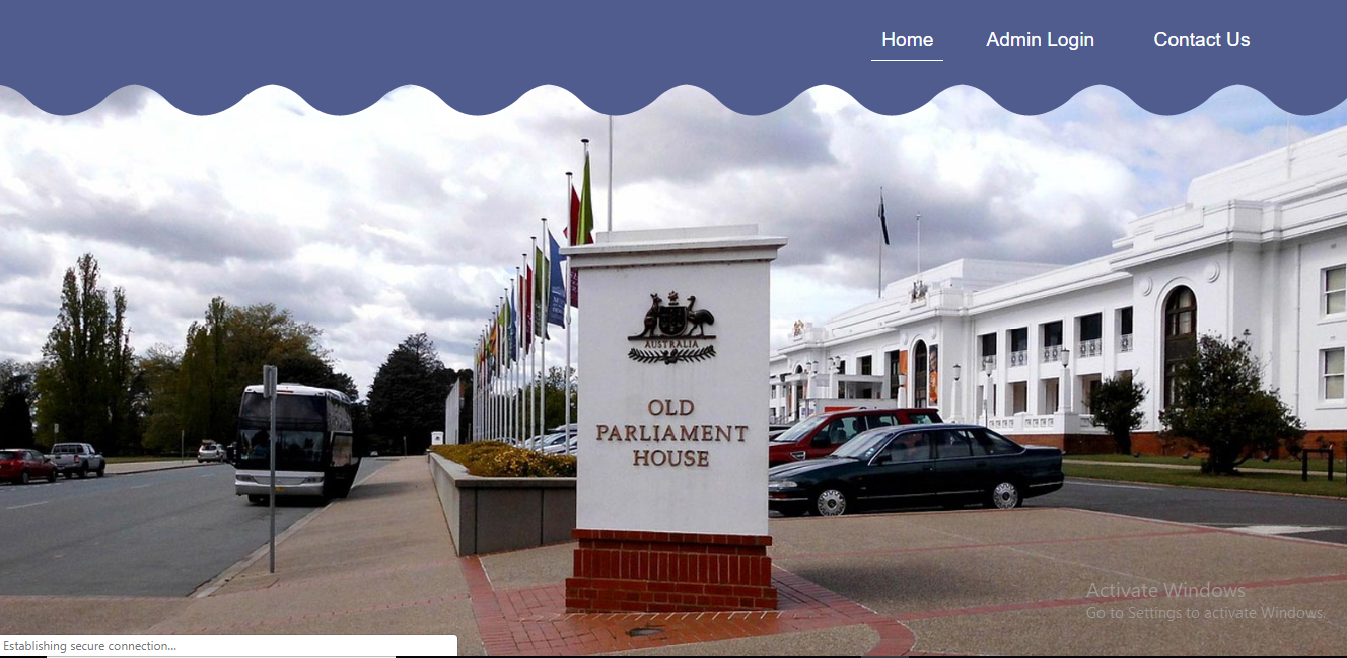 Home Admin Login Contact Us
AUSTRALIA
OLD
PARLIAMENT
HOUSE
Activate Windows
Go to Settings to activate Windows.
Establishing secure connection...